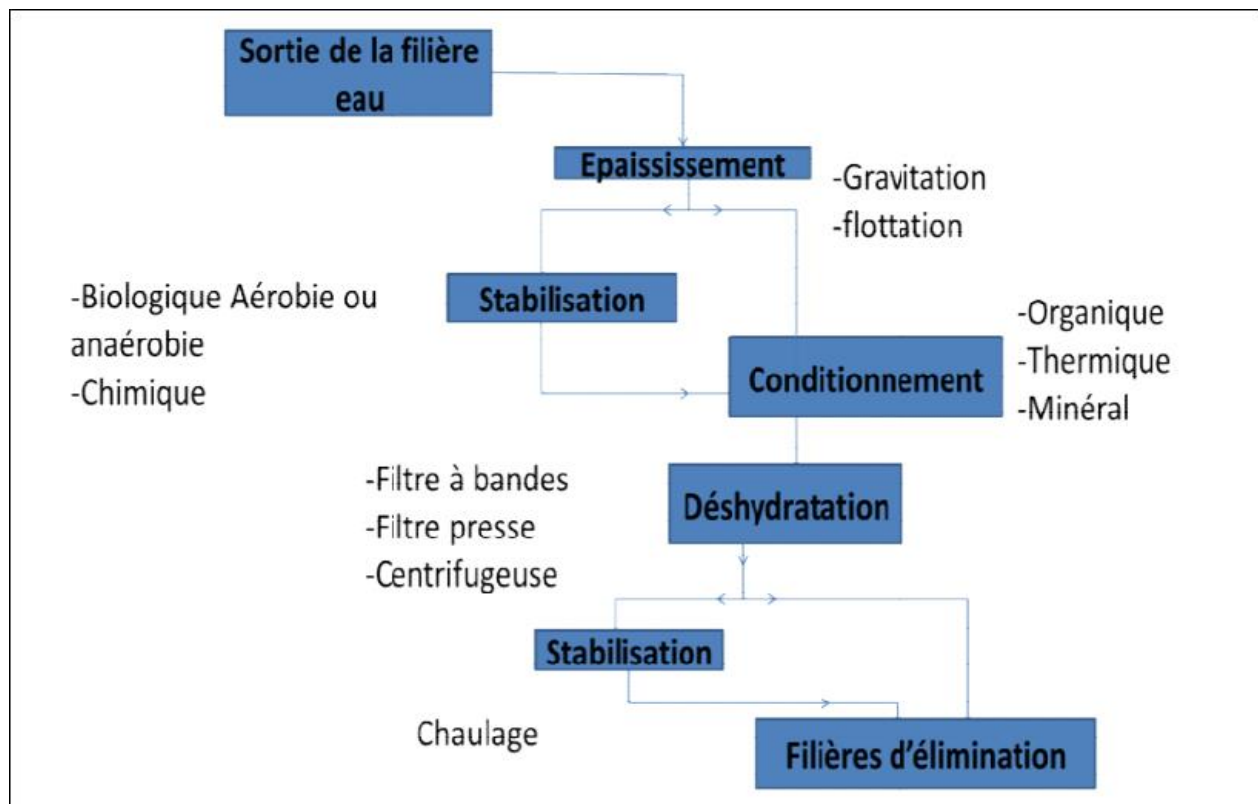 Sortie de la filière
eau
Epaississement
-Gravitation
-flottation
Stabilisation
-Biologique Aérobie ou
anaérobie
-Chimique
Conditionnement
-Organique
-Thermique
-Minéral
-Filtre à bandes
-Filtre presse
-Centrifugeuse
Déshydratation
Stabilisation
Chaulage
Filières d’élimination